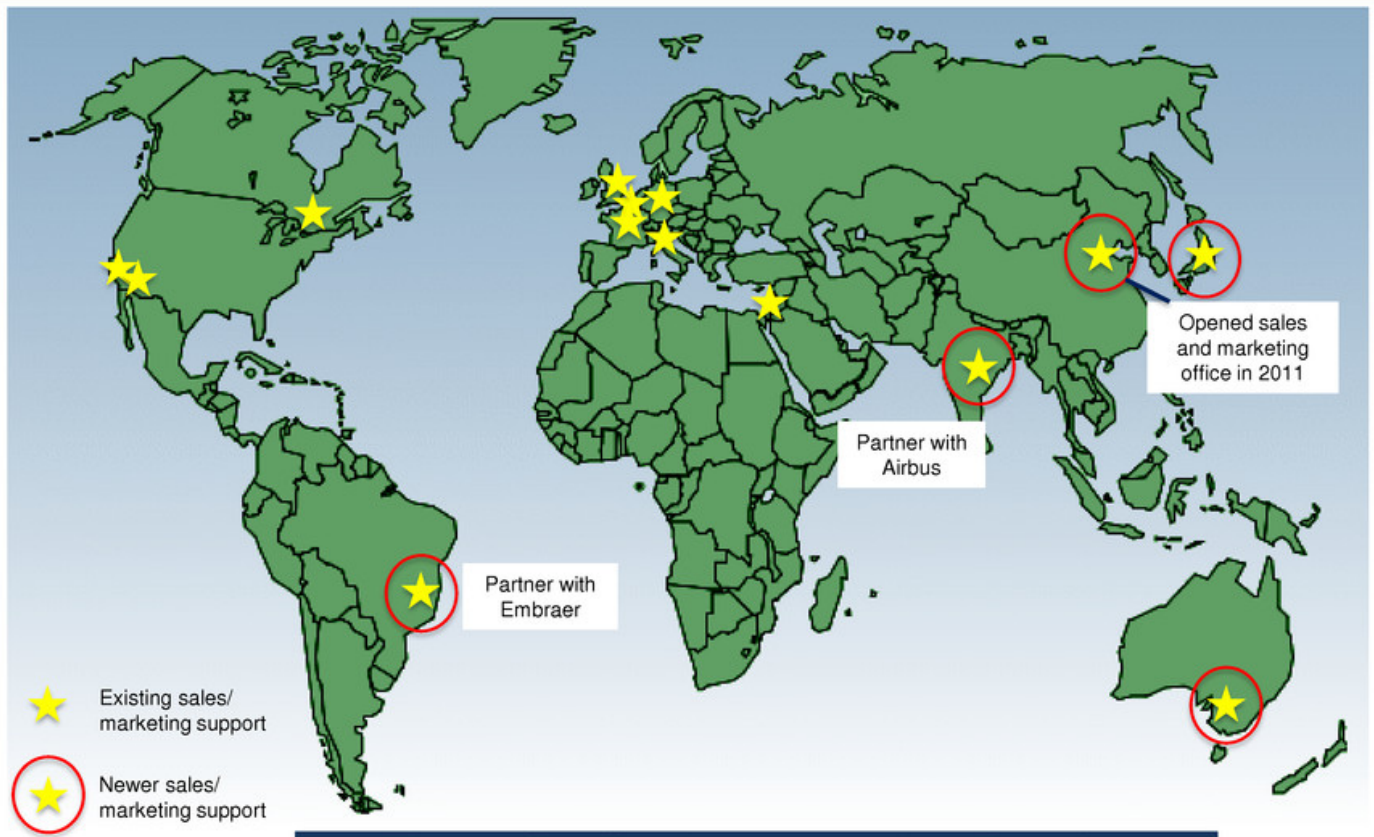 Opened sales
and marketing
office in 2011
Partner with
Airbus
Partner with
Embraer
Existing sales/
marketing support
Newer sales/
marketing support